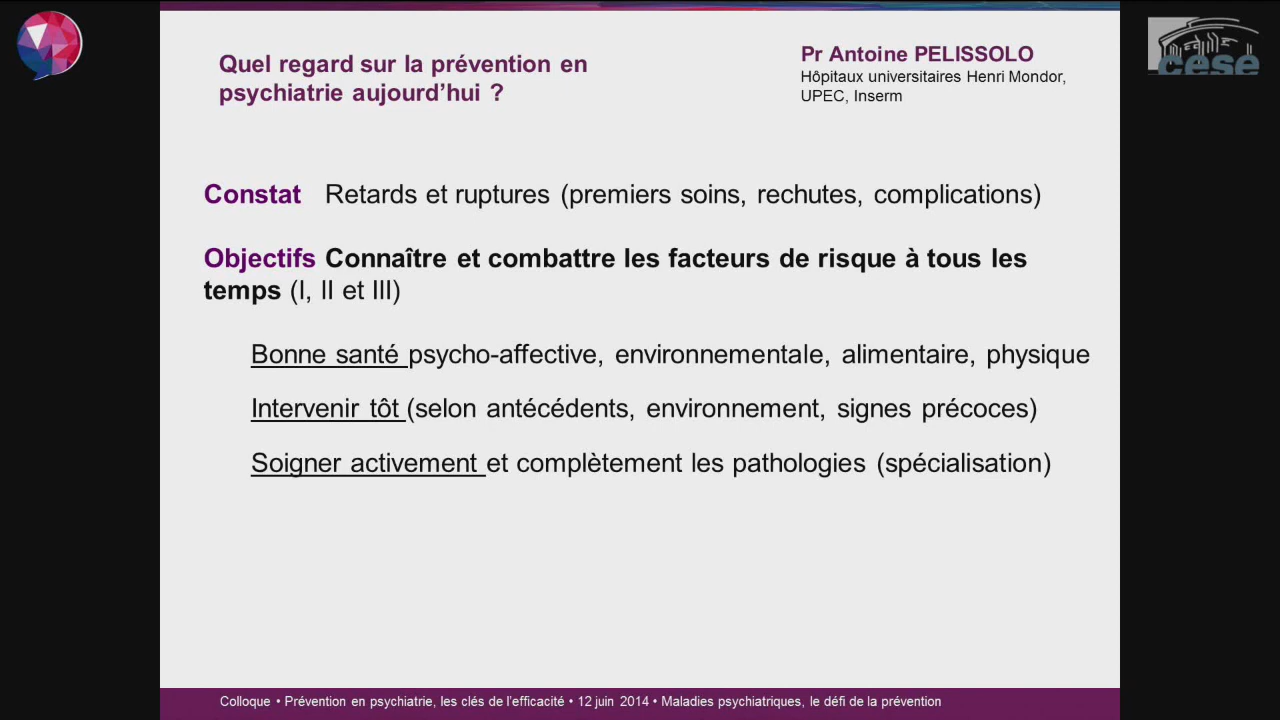 Quel regard sur la prévention en
psychiatrie aujourd’hui ?
Pr Antoine PELISSOLO
Hôpitaux universitaires Henri Mondor,
UPEC, Inserm
cese
Constat Retards et ruptures (premiers soins, rechutes, complications)
Objectifs Connaître et combattre les facteurs de risque à tous les
temps (I, II et III)
Bonne santé psycho-affective, environnementale, alimentaire, physique
Intervenir tôt (selon antécédents, environnement, signes précoces)
Soigner activement et complètement les pathologies (spécialisation)
Colloque • Prévention en psychiatrie, les clés de l’efficacité • 12 juin 2014 • Maladies psychiatriques, le défi de la prévention